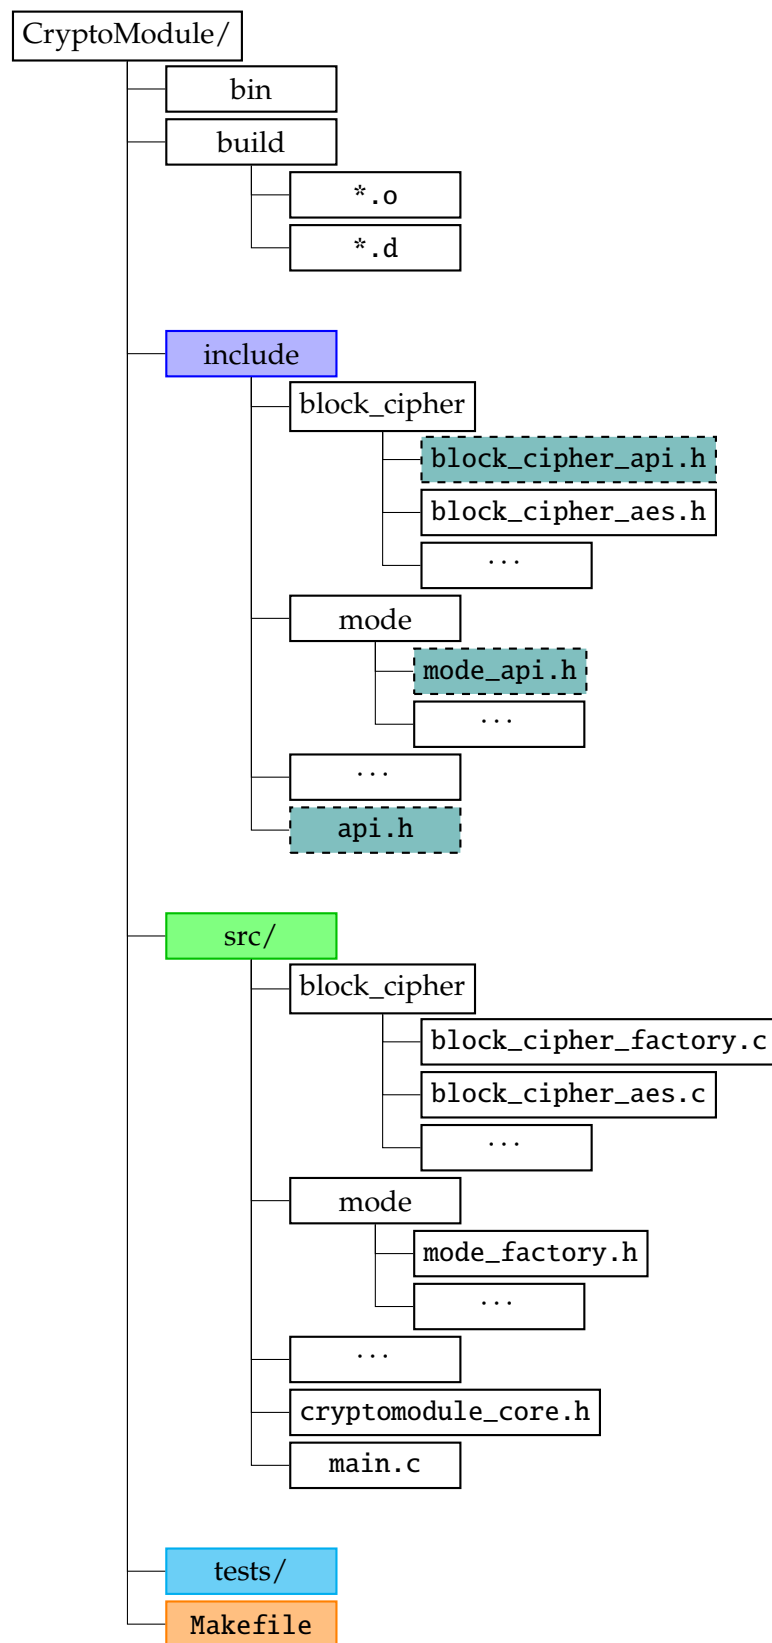 CryptoModule/
bin
build
*.o
*.d
include
block_cipher
block_cipher_api.h
block_cipher_aes.h
...
mode
mode_api.h
...
...
api.h
src/
block_cipher
block_cipher_factory.c
block_cipher_aes.c
...
mode
mode_factory.h
...
...
cryptomodule_core.h
main.c
tests/
Makefile